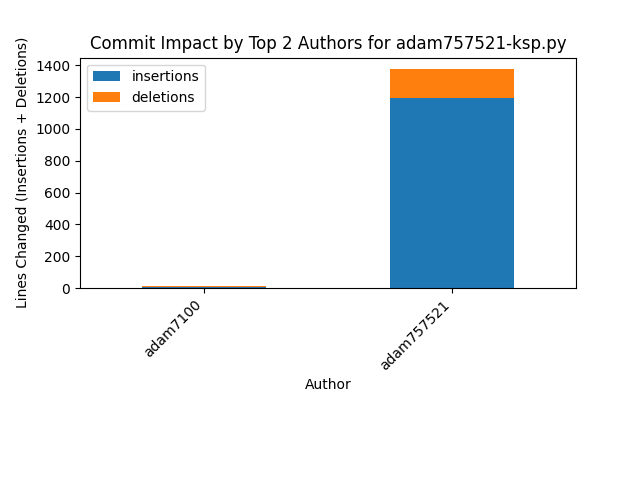 Commit Impact by Top 2 Authors for adam757521-ksp.py
Lines Changed (Insertions + Deletions)
1400
1200
1000
800
600
400
200
0
insertions
deletions
adam7100
adam757521
Author